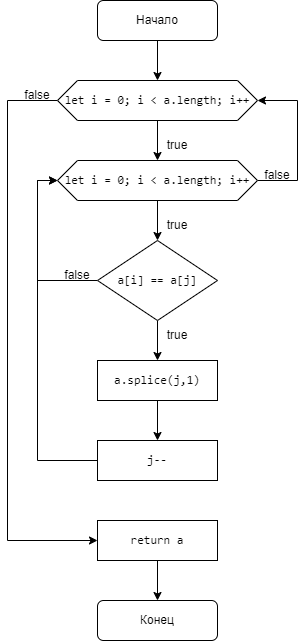 Начало
false
let i = 0; i < a.length; i++
true
let i = 0; i < a.length; i++
false
true
false
a[i] == a[j]
true
a.splice(j,1)
j--
return a
Конец